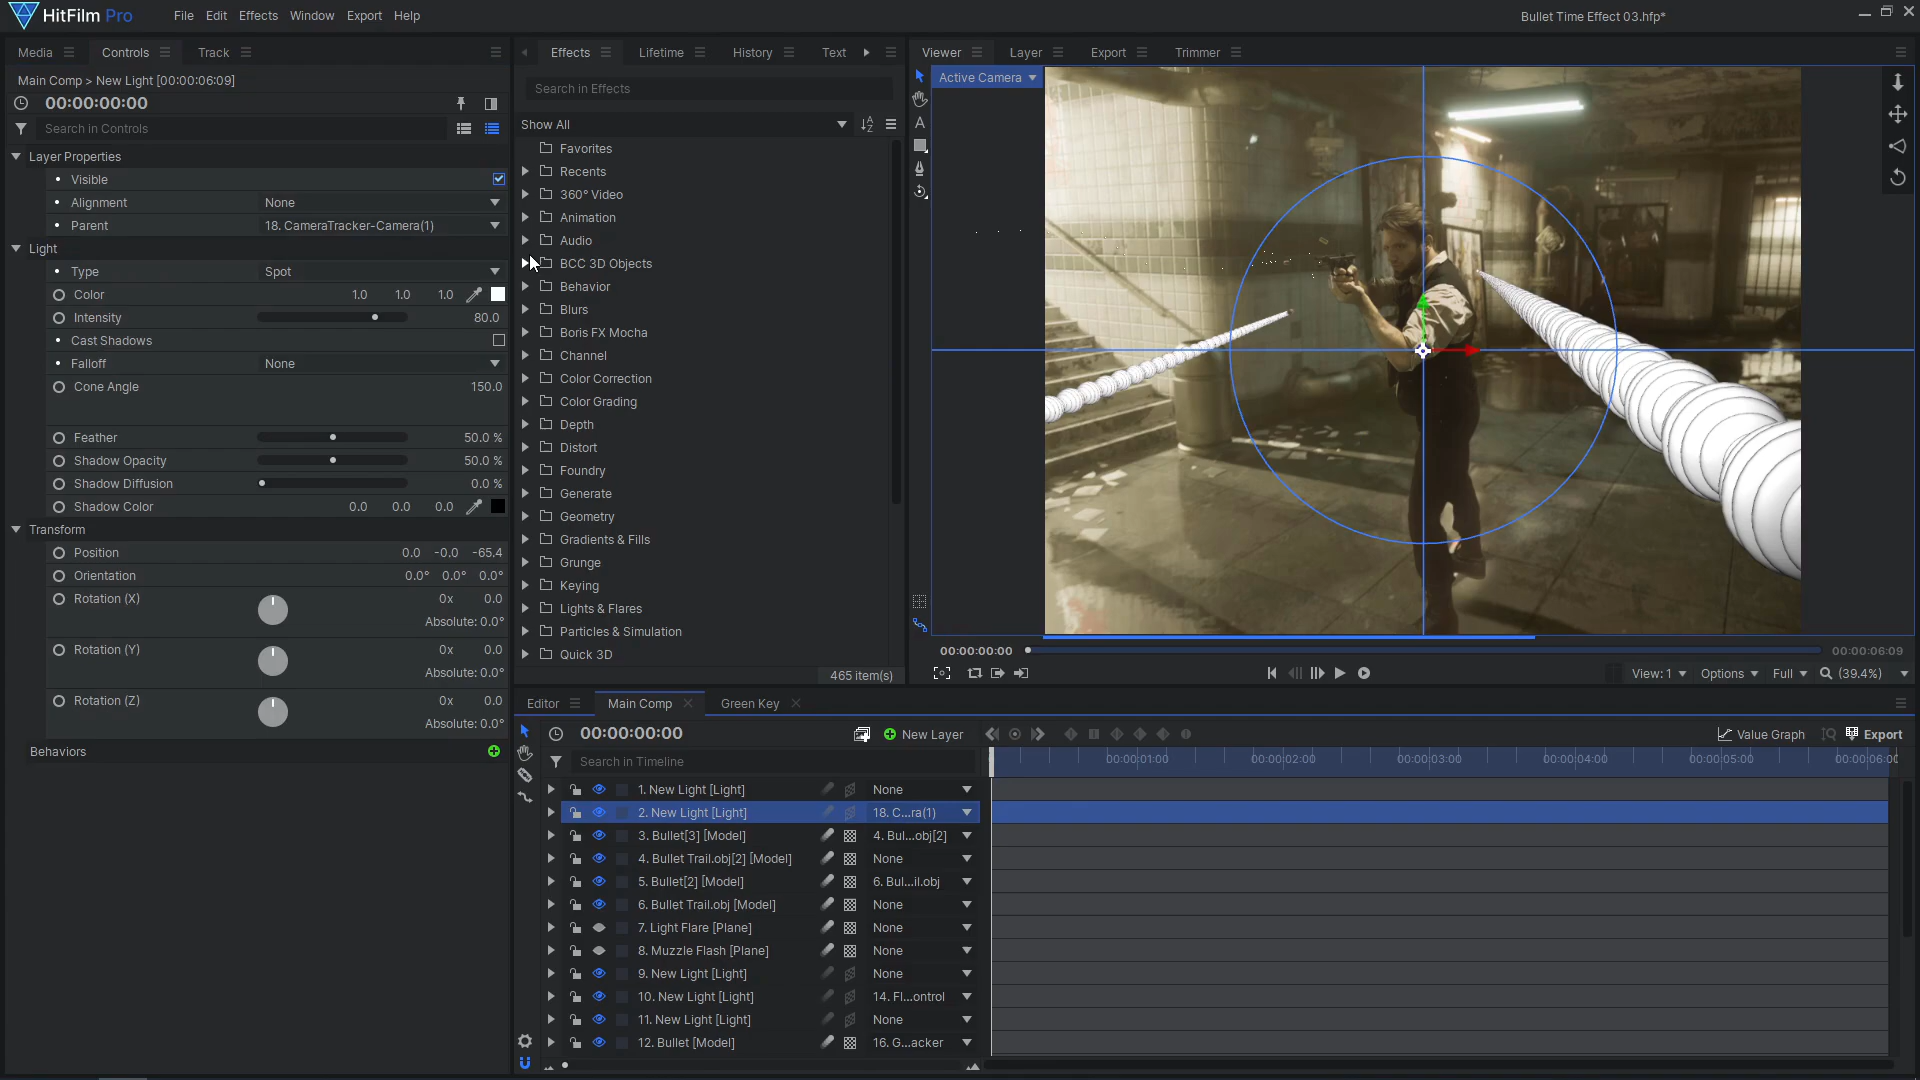 HitFilm Pro
File Edit Effects Window Export Help
Bullet Time Effect 03.hfp*
Media Controls Track
Main Comp > New Light [00:00:06:09]
00:00:00:00
Search in Controls
Layer Properties
Visible
Alignment None
Parent 18. CameraTracker-Camera(1)
Light
Type Spot
Color 1.0 1.0 1.0
Intensity 80.0
Cast Shadows
Falloff None
Cone Angle 150.0
Feather 50.0 %
Shadow Opacity 50.0 %
Shadow Diffusion 0.0 %
Shadow Color 0.0 0.0 0.0
Transform
Position 0.0 -0.0 -65.4
Orientation 0.0° 0.0° 0.0°
Rotation (X) 0x 0.0
Absolute: 0.0°
Rotation (Y) 0x 0.0
Absolute: 0.0°
Rotation (Z) 0x 0.0
Absolute: 0.0°
Behaviors
Effects Lifetime History Text
Search in Effects
Show All
Favorites
Recents
360° Video
Animation
Audio
BCC 3D Objects
Behavior
Blurs
Boris FX Mocha
Channel
Color Correction
Color Grading
Depth
Distort
Foundry
Generate
Geometry
Gradients & Fills
Grunge
Keying
Lights & Flares
Particles & Simulation
Quick 3D
465 item(s)
Viewer Layer Export Trimmer
Active Camera
A
00:00:00:00 00:00:06:09
View: 1 Options Full (39.4%)
Editor Main Comp Green Key
00:00:00:00 New Layer Value Graph Export
Search in Timeline
00:00:01:00 00:00:02:00 00:00:03:00 00:00:04:00 00:00:05:00 00:00:06:00
1. New Light [Light] None
2. New Light [Light] 18. C...ra(1)
3. Bullet[3] [Model] 4. Bul...obj[2]
4. Bullet Trail.obj[2] [Model] None
5. Bullet[2] [Model] 6. Bul...il.obj
6. Bullet Trail.obj [Model] None
7. Light Flare [Plane] None
8. Muzzle Flash [Plane] None
9. New Light [Light] None
10. New Light [Light] 14. Fl...ontrol
11. New Light [Light] None
12. Bullet [Model] 16. G...acker